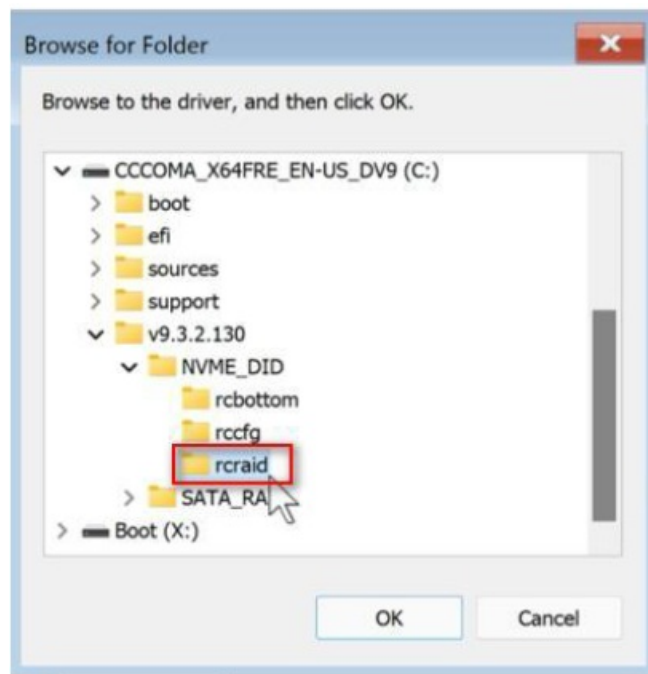 Browse for Folder
Browse to the driver, and then click OK.
CCCOMA_X64FRE_EN-US_DV9 (C:)
boot
efi
sources
support
v9.3.2.130
NVME_DID
rcbottom
rccfg
rcraid
SATA_RA
Boot (X:)
OK Cancel